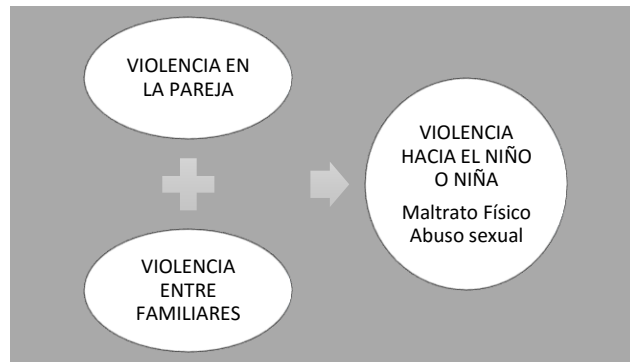 VIOLENCIA EN
LA PAREJA
VIOLENCIA
ENTRE
FAMILIARES
VIOLENCIA
HACIA EL NIÑO
O NIÑA
Maltrato Físico
Abuso sexual